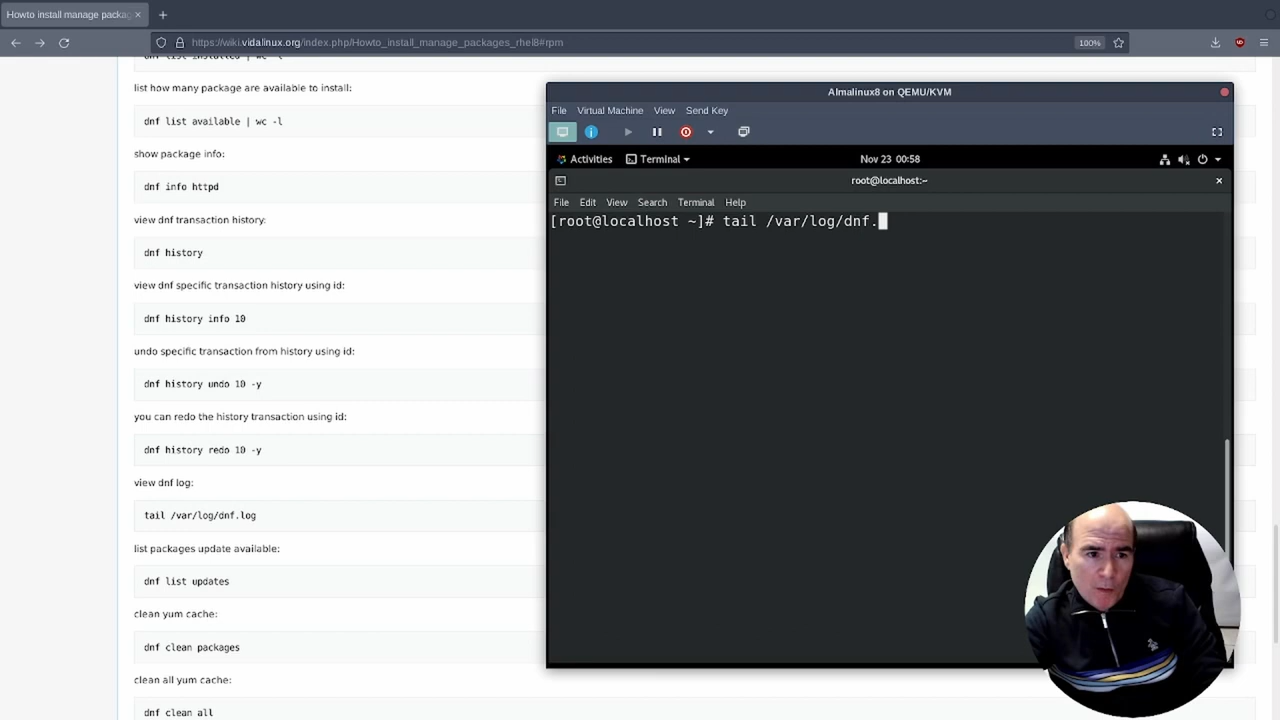 Howto install manage packag
https://wiki.vidalinux.org/index.php/Howto_install_manage_packages_rhel8#rpm
100%
dnf list installed | wc -l
list how many package are available to install:
dnf list available | wc -l
show package info:
dnf info httpd
view dnf transaction history:
dnf history
view dnf specific transaction history using id:
dnf history info 10
undo specific transaction from history using id:
dnf history undo 10 -y
you can redo the history transaction using id:
dnf history redo 10 -y
view dnf log:
tail /var/log/dnf.log
list packages update available:
dnf list updates
clean yum cache:
dnf clean packages
clean all yum cache:
dnf clean all
Almalinux8 on QEMU/KVM
File Virtual Machine View Send Key
Activities Terminal Nov 23 00:58
root@localhost:~
File Edit View Search Terminal Help
[root@localhost ~]# tail /var/log/dnf.